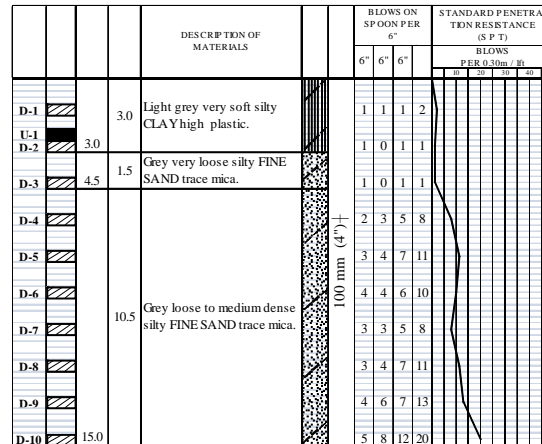 DESCRIPTION OF
MATERIALS
BLOWS ON
SPOON PER
6"
6" 6" 6"
STANDARD PENETRA-
TION RESISTANCE
(S P T)
BLOWS
PER 0.30m / 1ft
10 20 30 40
D-1 3.0 Light grey very soft silty 1 1 1 2
CLAY high plastic.
U-1
D-2 3.0 1 0 1 1
1.5 Grey very loose silty FINE
SAND trace mica.
D-3 4.5 1 0 1 1
D-4 2 3 5 8
100 mm (4")
D-5 3 4 7 11
D-6 4 4 6 10
10.5 Grey loose to medium dense
silty FINE SAND trace mica.
D-7 3 3 5 8
D-8 3 4 7 11
D-9 4 6 7 13
D-10 15.0 5 8 12 20